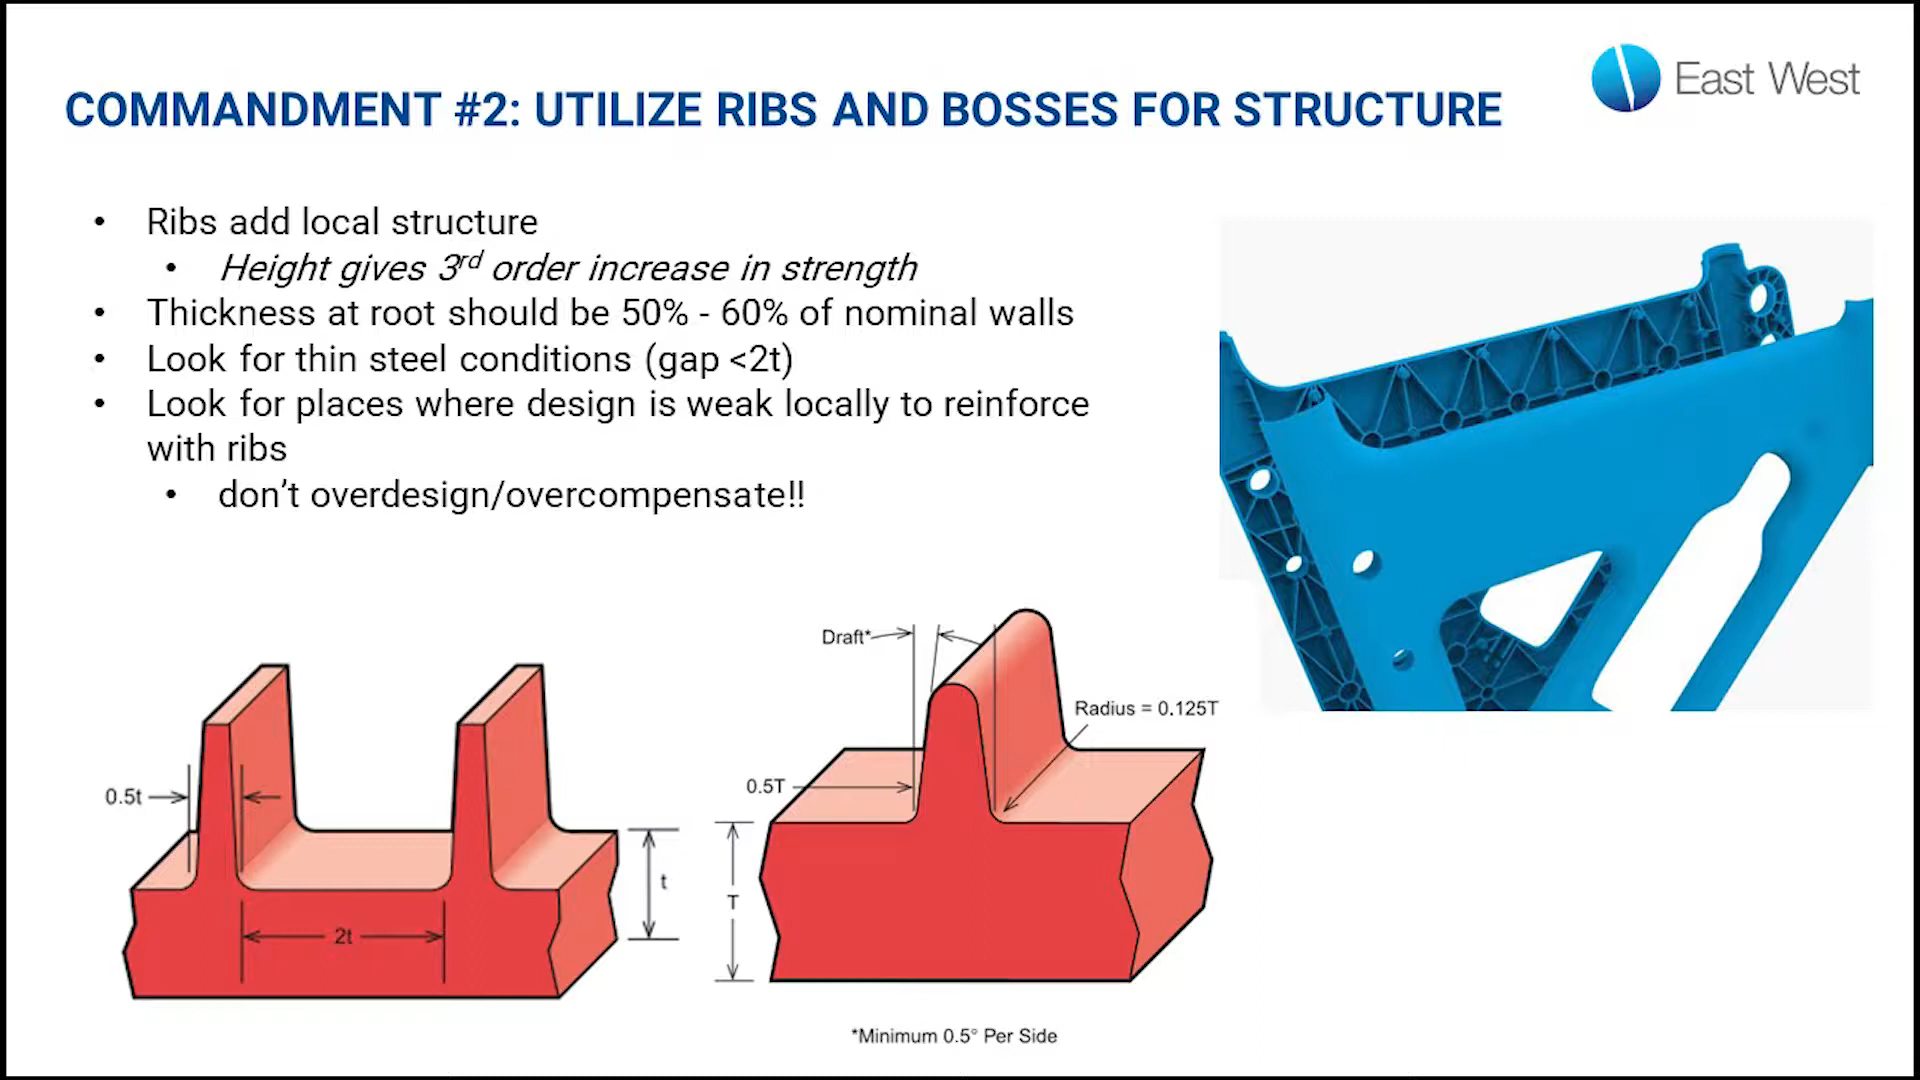 East West
COMMANDMENT #2: UTILIZE RIBS AND BOSSES FOR STRUCTURE
• Ribs add local structure
• Height gives 3rd order increase in strength
• Thickness at root should be 50% - 60% of nominal walls
• Look for thin steel conditions (gap <2t)
• Look for places where design is weak locally to reinforce
with ribs
• don't overdesign/overcompensate!!
0.5t
2t
t
Draft*
Radius = 0.125T
0.5T
T
*Minimum 0.5° Per Side